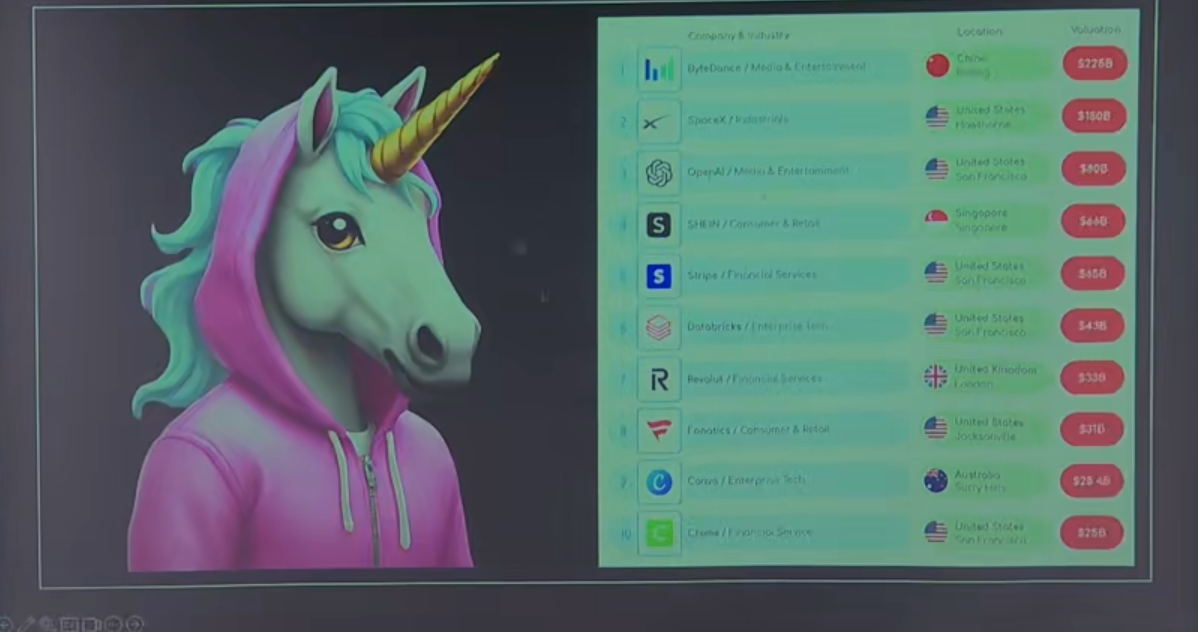 Company & Industry Location Valuation
1 ByteDance / Media & Entertainment China Beijing $225B
2 SpaceX / Industrials United States Hawthorne $150B
OpenAI / Media & Entertainment United States San Francisco $80B
S SHEIN / Consumer & Retail Singapore Singapore $66B
S Stripe / Financial Services United States San Francisco $65B
6 Databricks / Enterprise Tech United States San Francisco $43B
7 R Revolut / Financial Services United Kingdom London $33B
8 Fanatics / Consumer & Retail United States Jacksonville $31B
9 C Canva / Enterprise Tech Australia Surry Hills $25.4B
10 C Chime / Financial Service United States San Francisco $25B